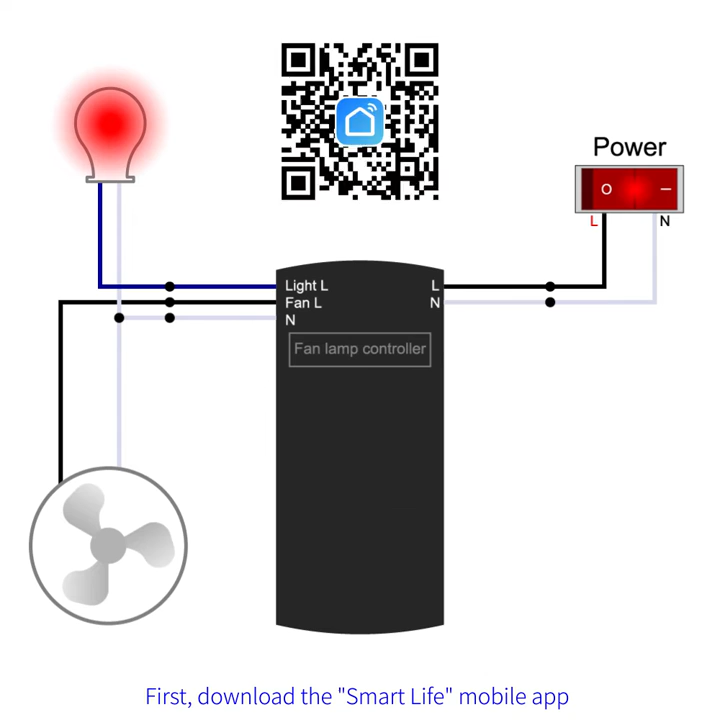 Power
O
L
N
Light L
Fan L
N
L
N
Fan lamp controller
First, download the "Smart Life" mobile app